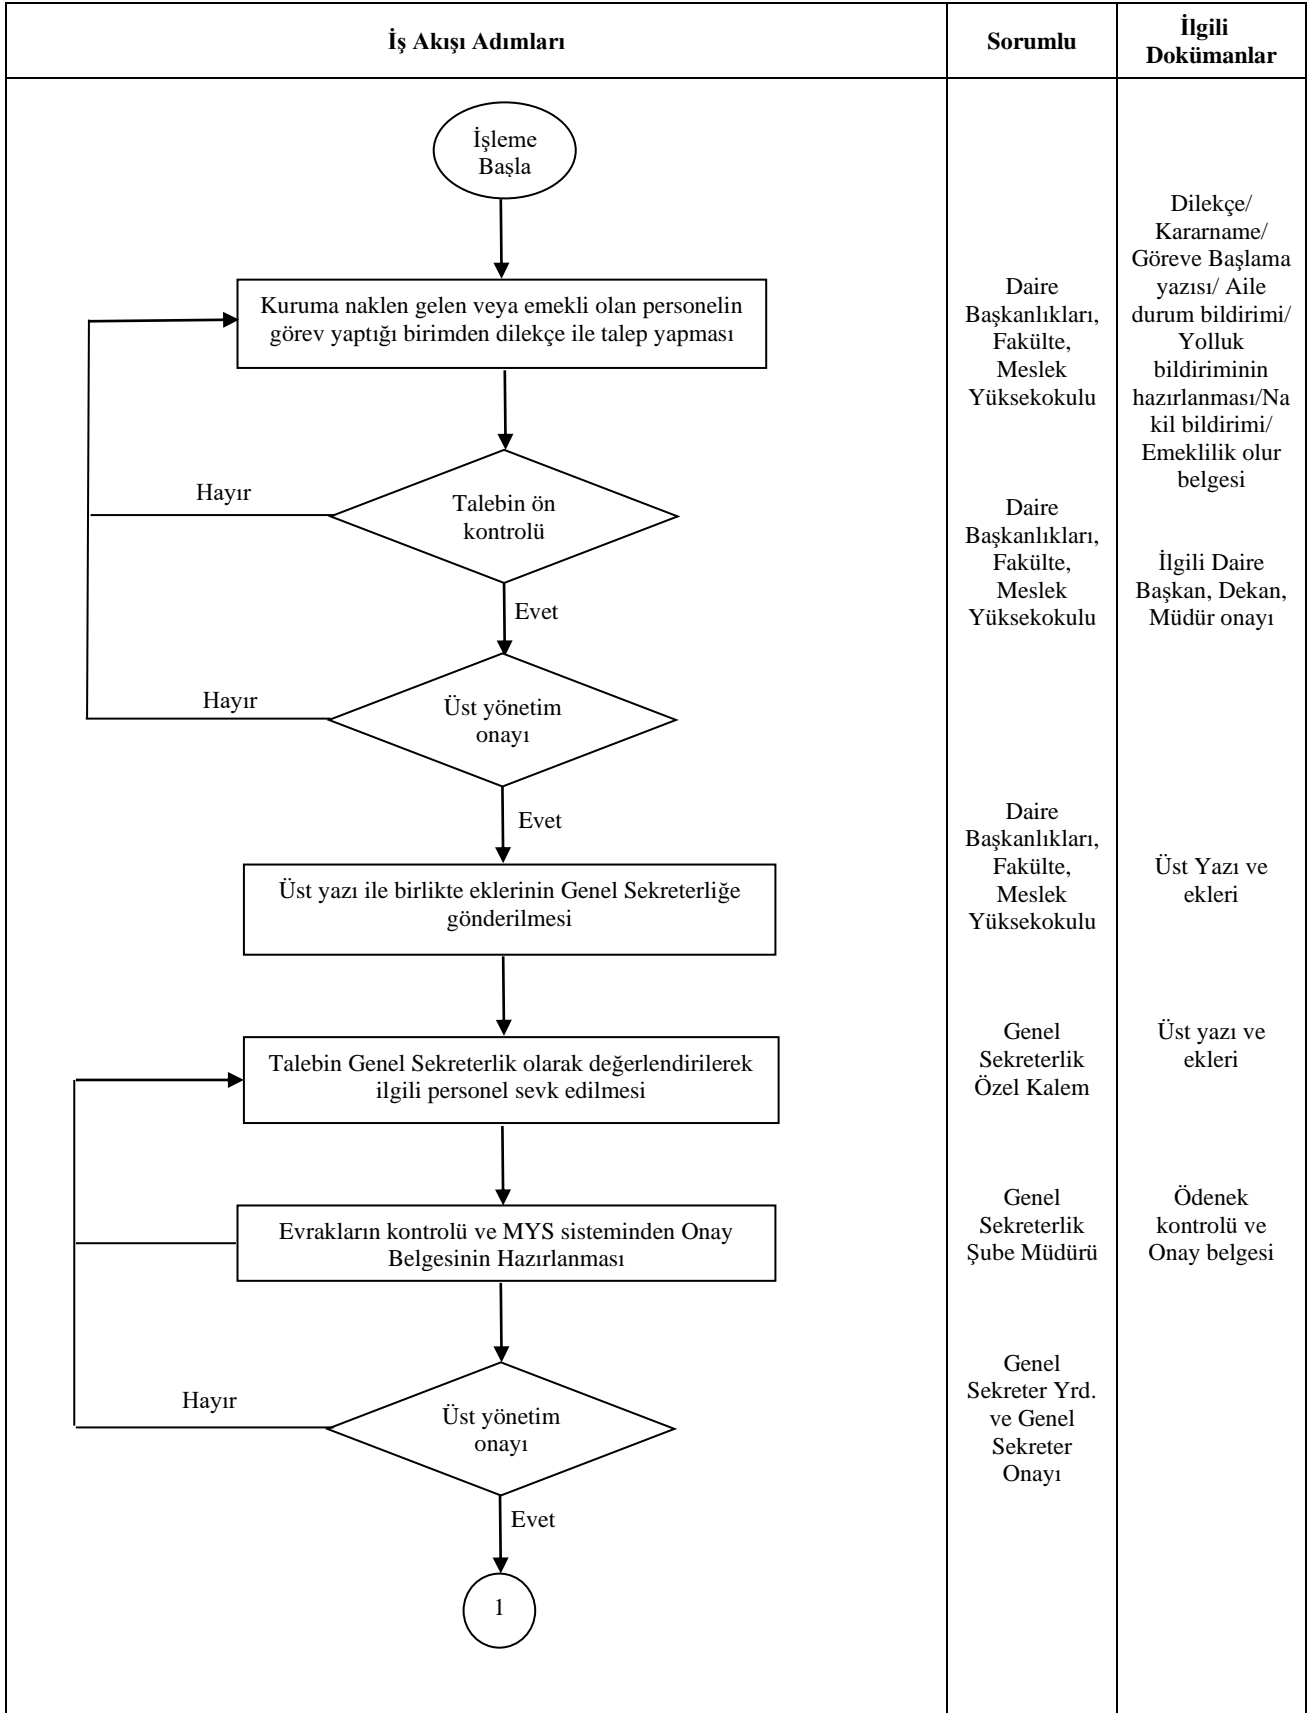 İş Akışı Adımları
Sorumlu
İlgili
Dokümanlar
İşleme
Başla
Kuruma naklen gelen veya emekli olan personelin
görev yaptığı birimden dilekçe ile talep yapması
Daire
Başkanlıkları,
Fakülte,
Meslek
Yüksekokulu
Dilekçe/
Kararname/
Göreve Başlama
yazısı/ Aile
durum bildirimi/
Yolluk
bildiriminin
hazırlanması/Na
kil bildirimi/
Emeklilik olur
belgesi
Hayır
Talebin ön
kontrolü
Evet
Daire
Başkanlıkları,
Fakülte,
Meslek
Yüksekokulu
İlgili Daire
Başkan, Dekan,
Müdür onayı
Hayır
Üst yönetim
onayı
Evet
Üst yazı ile birlikte eklerinin Genel Sekreterliğe
gönderilmesi
Daire
Başkanlıkları,
Fakülte,
Meslek
Yüksekokulu
Üst Yazı ve
ekleri
Talebin Genel Sekreterlik olarak değerlendirilerek
ilgili personel sevk edilmesi
Genel
Sekreterlik
Özel Kalem
Üst yazı ve
ekleri
Evrakların kontrolü ve MYS sisteminden Onay
Belgesinin Hazırlanması
Genel
Sekreterlik
Şube Müdürü
Ödenek
kontrolü ve
Onay belgesi
Hayır
Üst yönetim
onayı
Evet
Genel
Sekreter Yrd.
ve Genel
Sekreter
Onayı
1